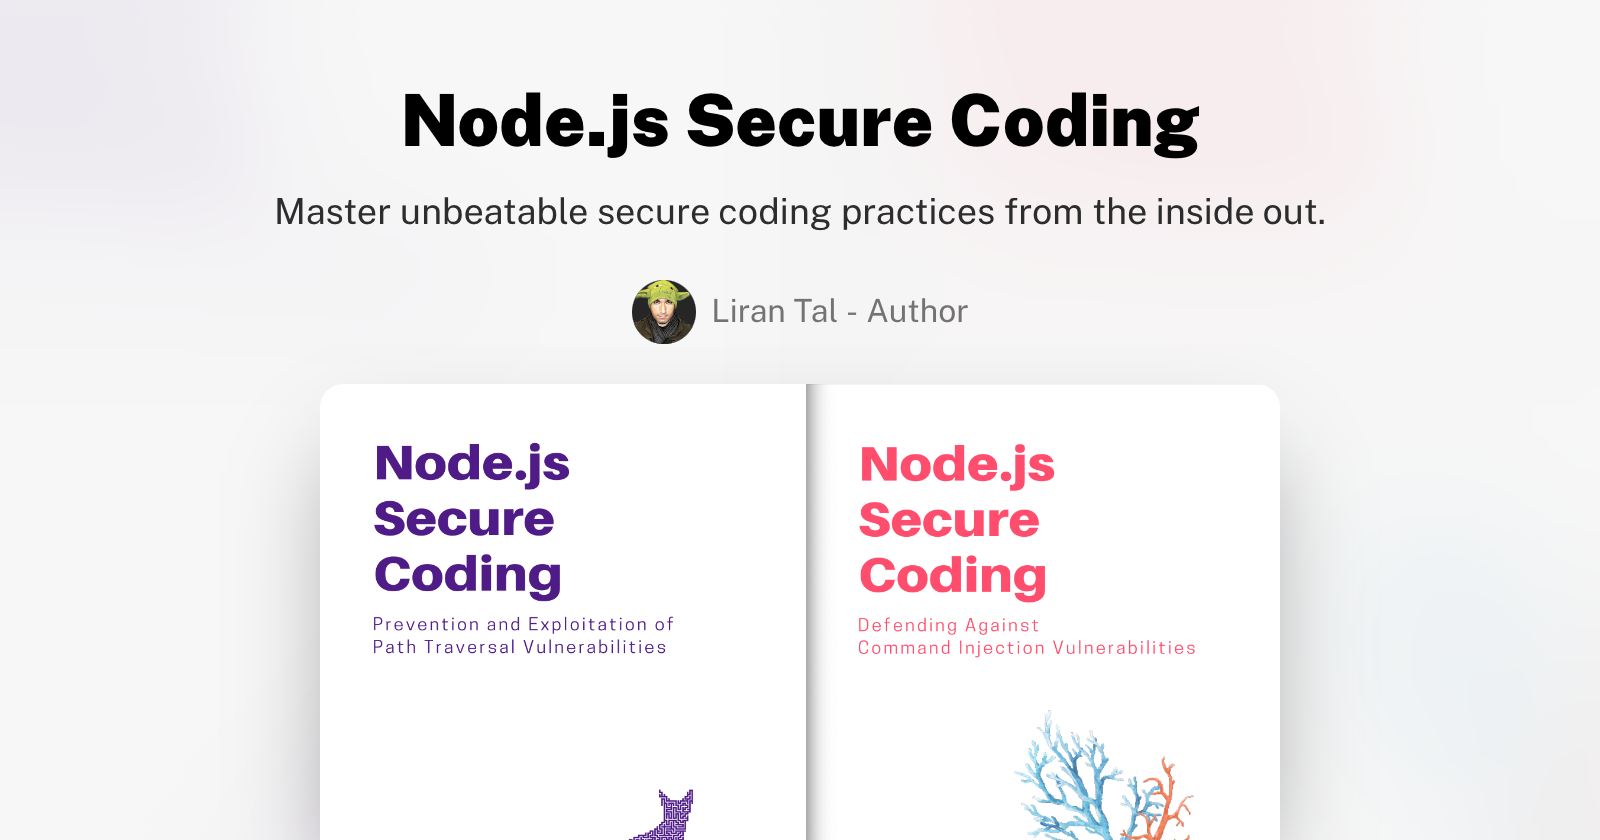 Node.js Secure Coding
Master unbeatable secure coding practices from the inside out.
Liran Tal - Author
Node.js
Secure
Coding
Prevention and Exploitation of
Path Traversal Vulnerabilities
Node.js
Secure
Coding
Defending Against
Command Injection Vulnerabilities